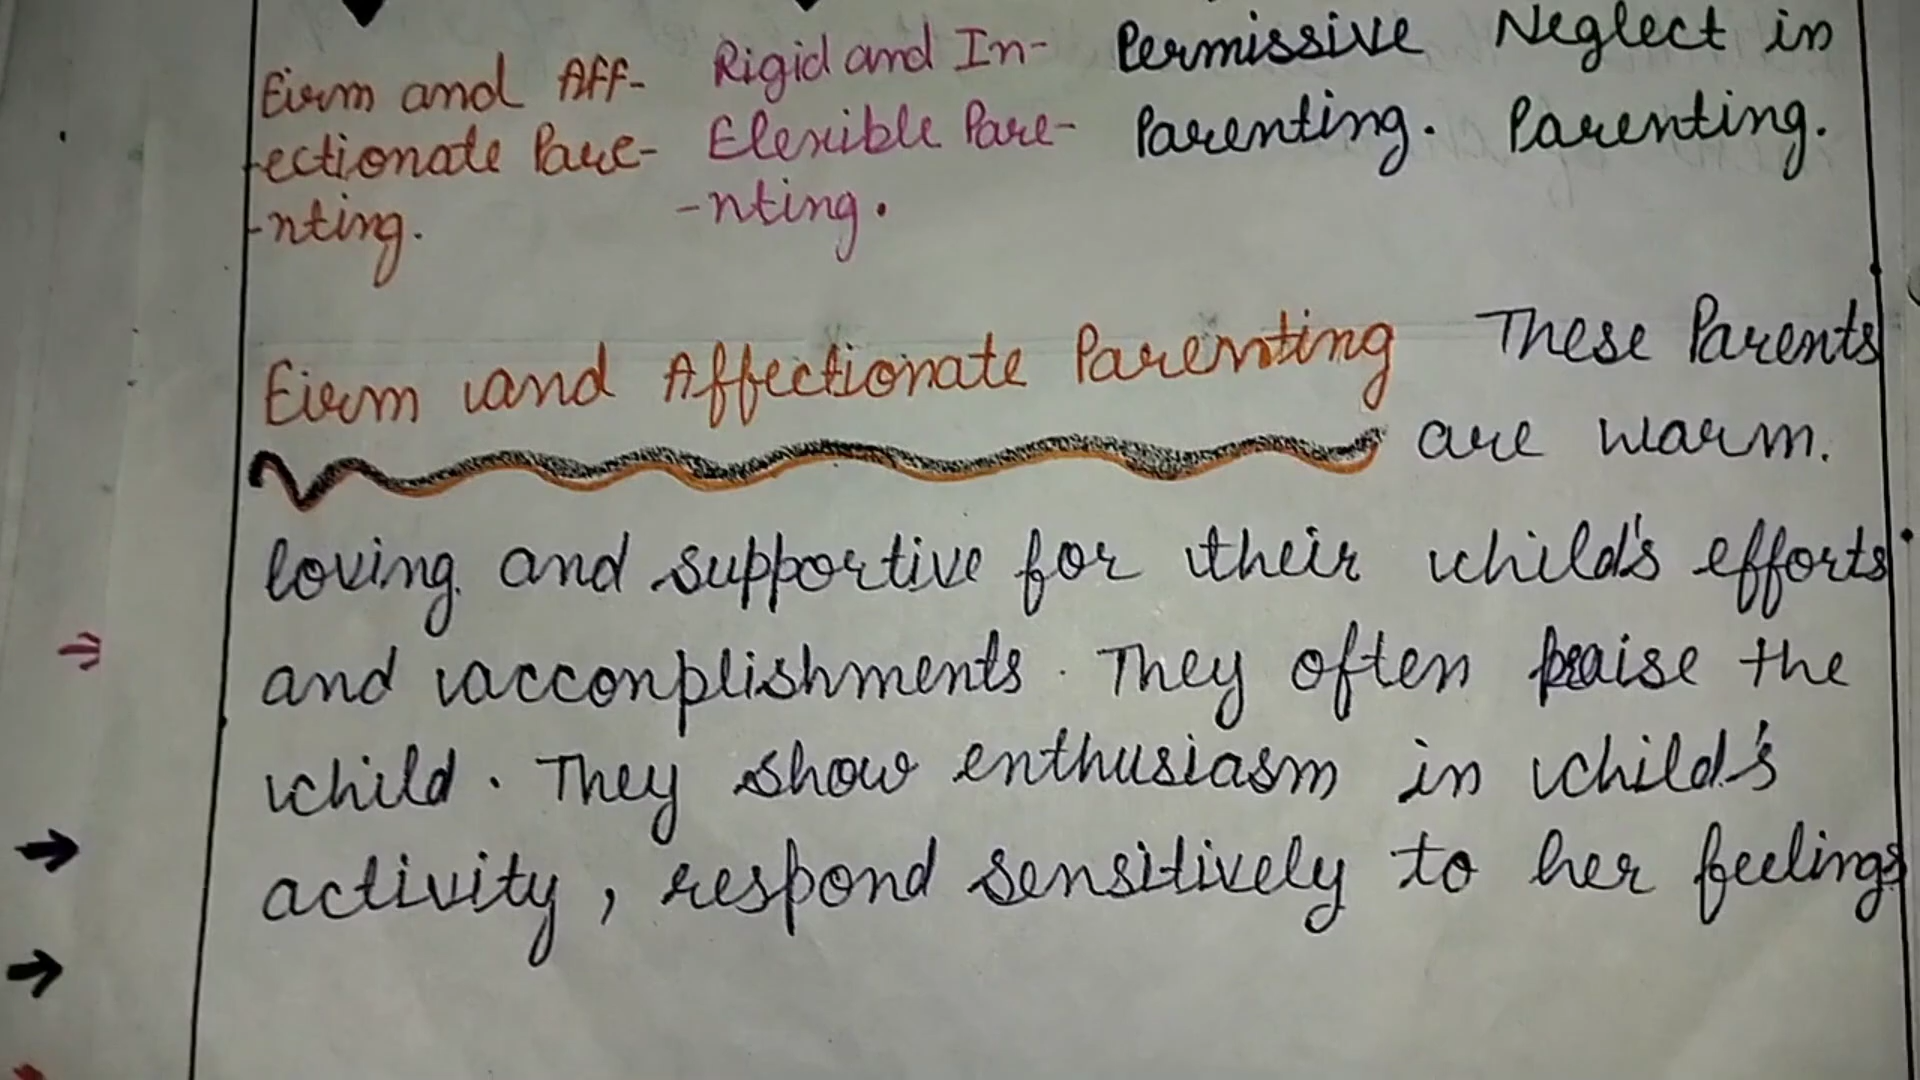 Firm and Aff-
ectionate Pare-
-nting.
Rigid and In-
Flexible Pare-
-nting.
Permissive
Parenting.
Neglect in
Parenting.
Firm and Affectionate Parenting These Parents
are warm.
loving and supportive for their child's efforts
and acconplishments. They often praise the
child. They show enthusiasm in child's
activity, respond sensitively to her feelings